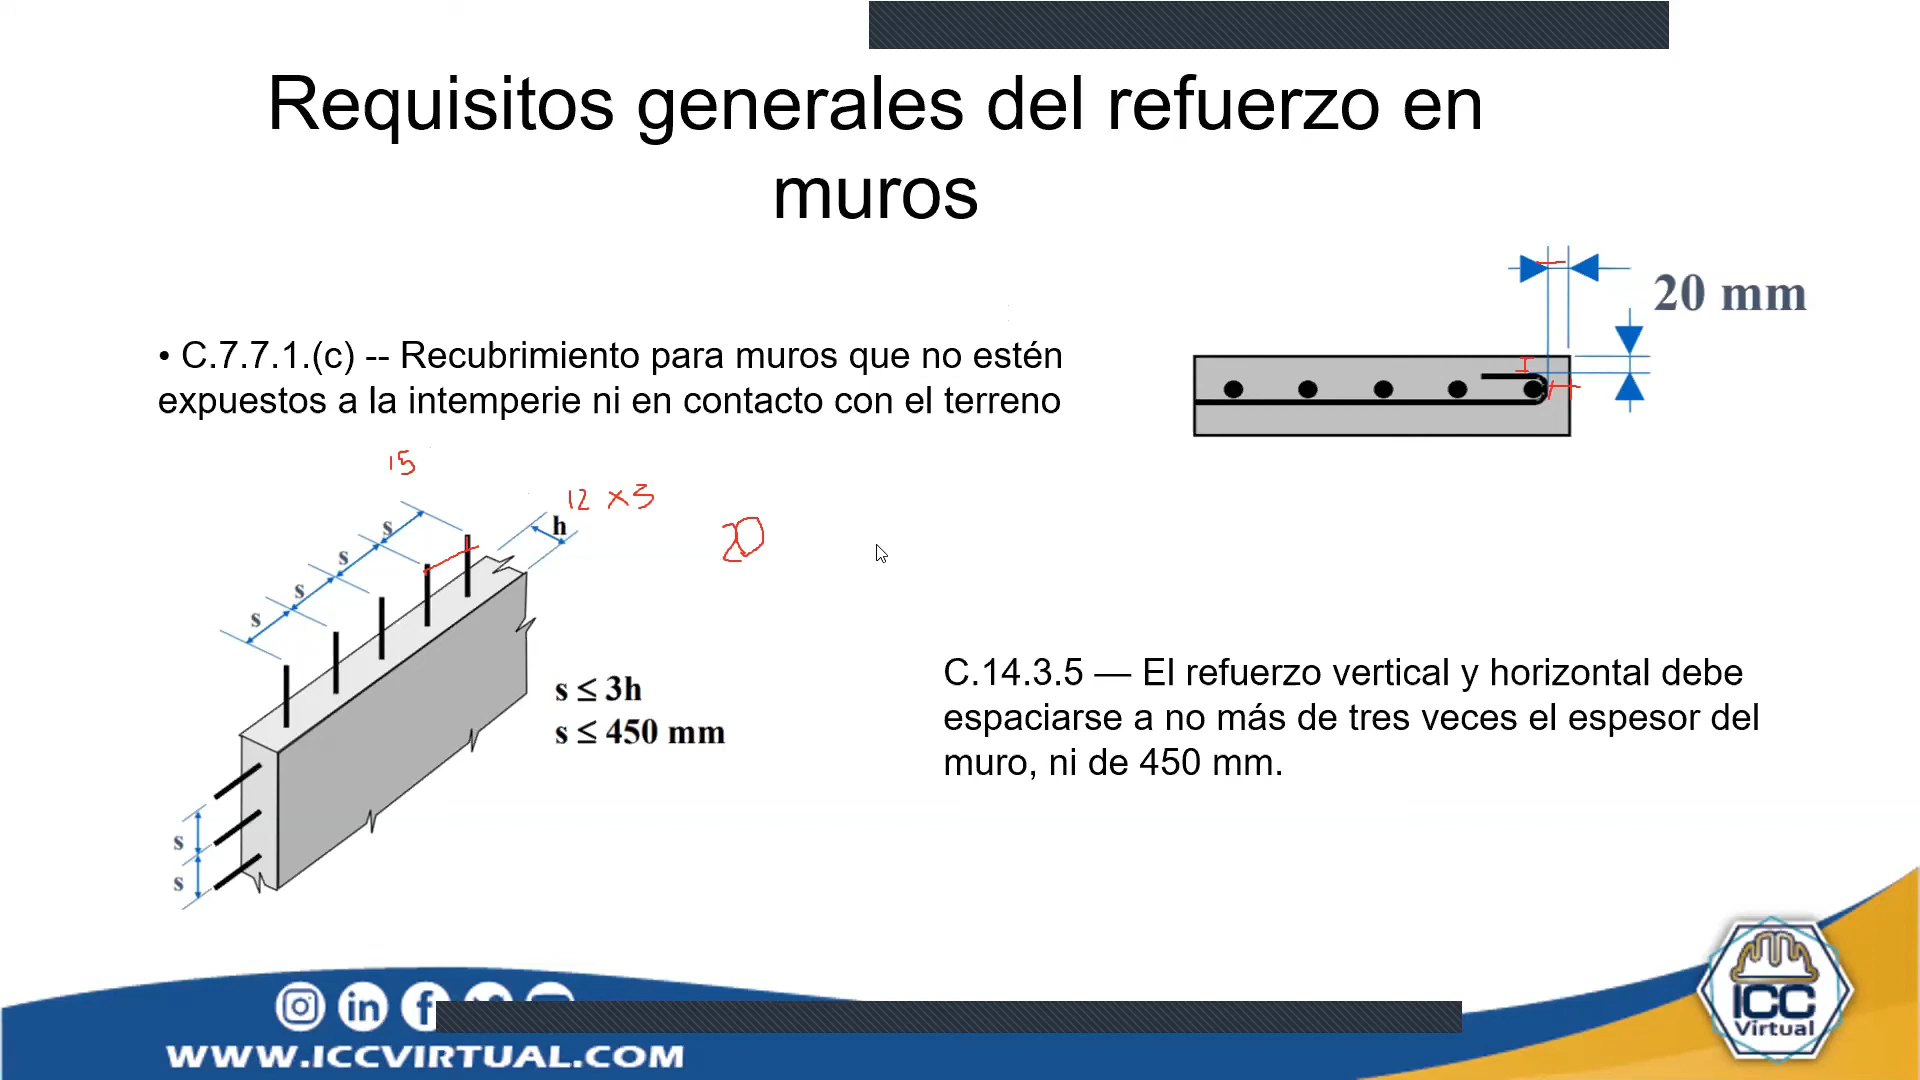 Requisitos generales del refuerzo en
muros
20 mm
• C.7.7.1.(c) -- Recubrimiento para muros que no estén
expuestos a la intemperie ni en contacto con el terreno
15
12 x 3
20
h
s
s
s
s
s ≤ 3h
s ≤ 450 mm
C.14.3.5 — El refuerzo vertical y horizontal debe
espaciarse a no más de tres veces el espesor del
muro, ni de 450 mm.
s
s
ICC
Virtual
WWW.ICCVIRTUAL.COM